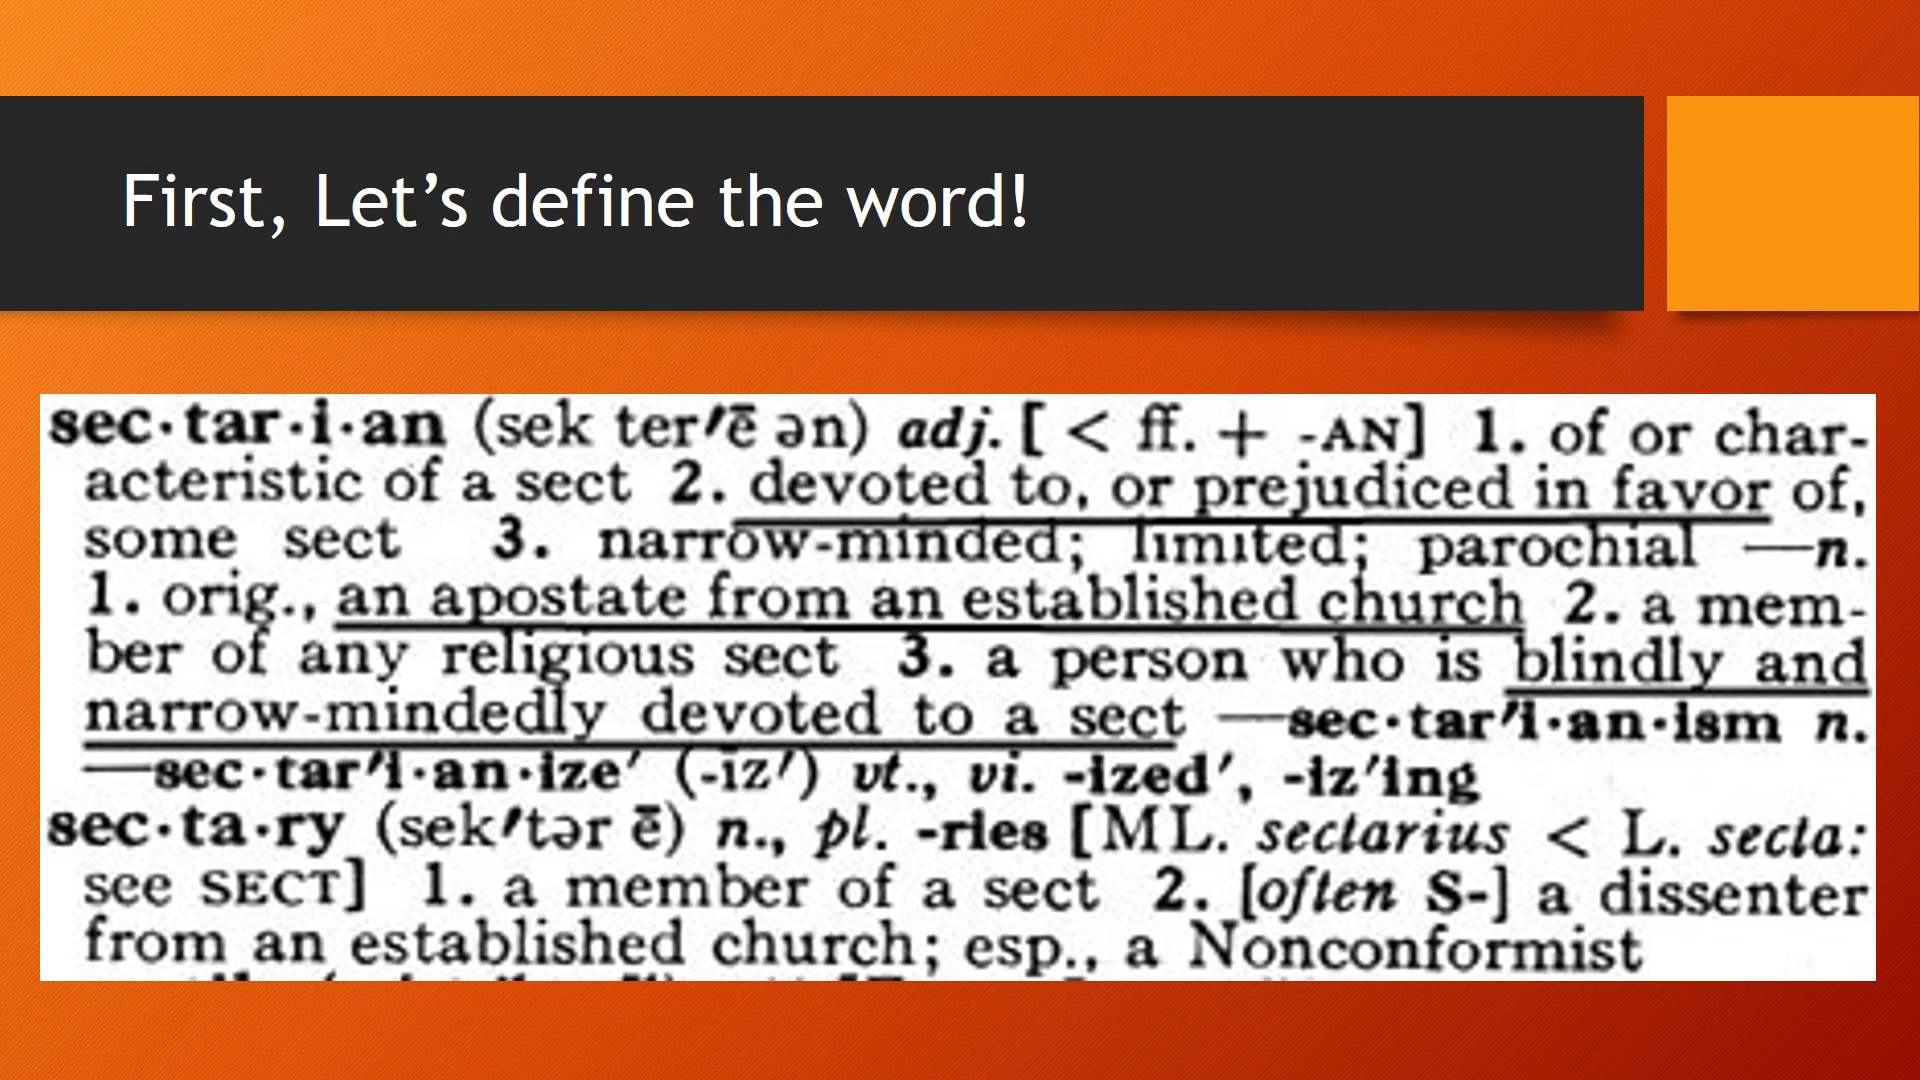 First, Let’s define the word!
sec·tar·i·an (sek ter′ē ən) adj. [ < ff. + -AN] 1. of or char-
acteristic of a sect 2. devoted to, or prejudiced in favor of,
some sect 3. narrow-minded; limited; parochial —n.
1. orig., an apostate from an established church 2. a mem-
ber of any religious sect 3. a person who is blindly and
narrow-mindedly devoted to a sect —sec·tar′i·an·ism n.
—sec·tar′i·an·ize′ (-īz′) vt., vi. -ized′, -iz′ing
sec·ta·ry (sek′tər ē) n., pl. -ries [ML. sectarius < L. secta:
see SECT] 1. a member of a sect 2. [often S-] a dissenter
from an established church; esp., a Nonconformist